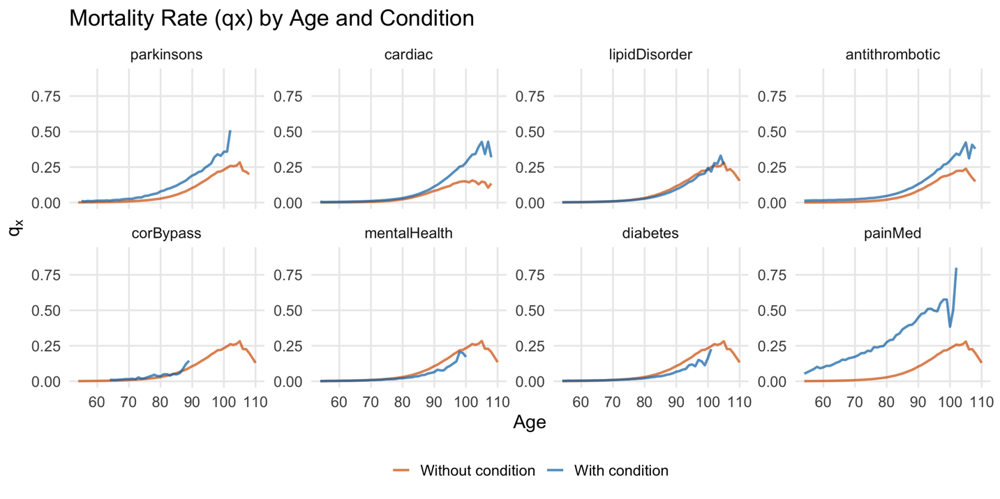 Mortality Rate (qx) by Age and Condition
parkinsons cardiac lipidDisorder antithrombotic
0.75 0.75 0.75 0.75
0.50 0.50 0.50 0.50
0.25 0.25 0.25 0.25
0.00 0.00 0.00 0.00
qx
corBypass mentalHealth diabetes painMed
0.75 0.75 0.75 0.75
0.50 0.50 0.50 0.50
0.25 0.25 0.25 0.25
0.00 0.00 0.00 0.00
60 70 80 90 100 110 60 70 80 90 100 110 60 70 80 90 100 110 60 70 80 90 100 110
Age
Without condition With condition